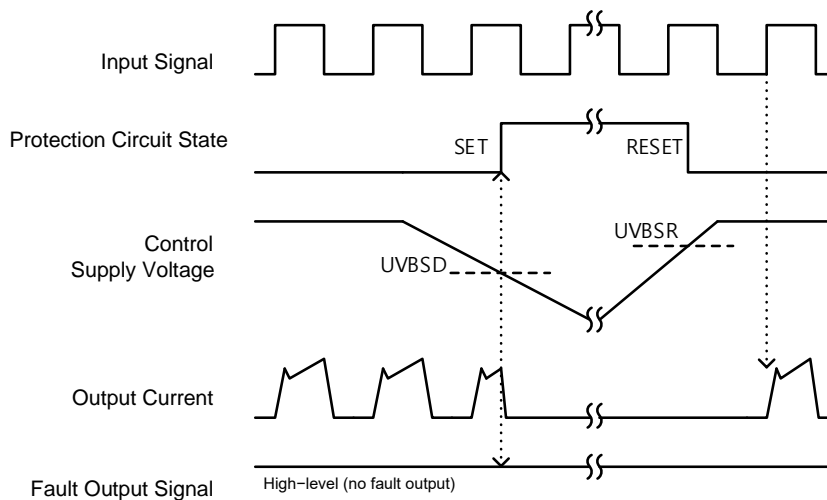 Input Signal
Protection Circuit State
SET
RESET
Control
Supply Voltage
UVBSD
UVBSR
Output Current
Fault Output Signal
High−level (no fault output)